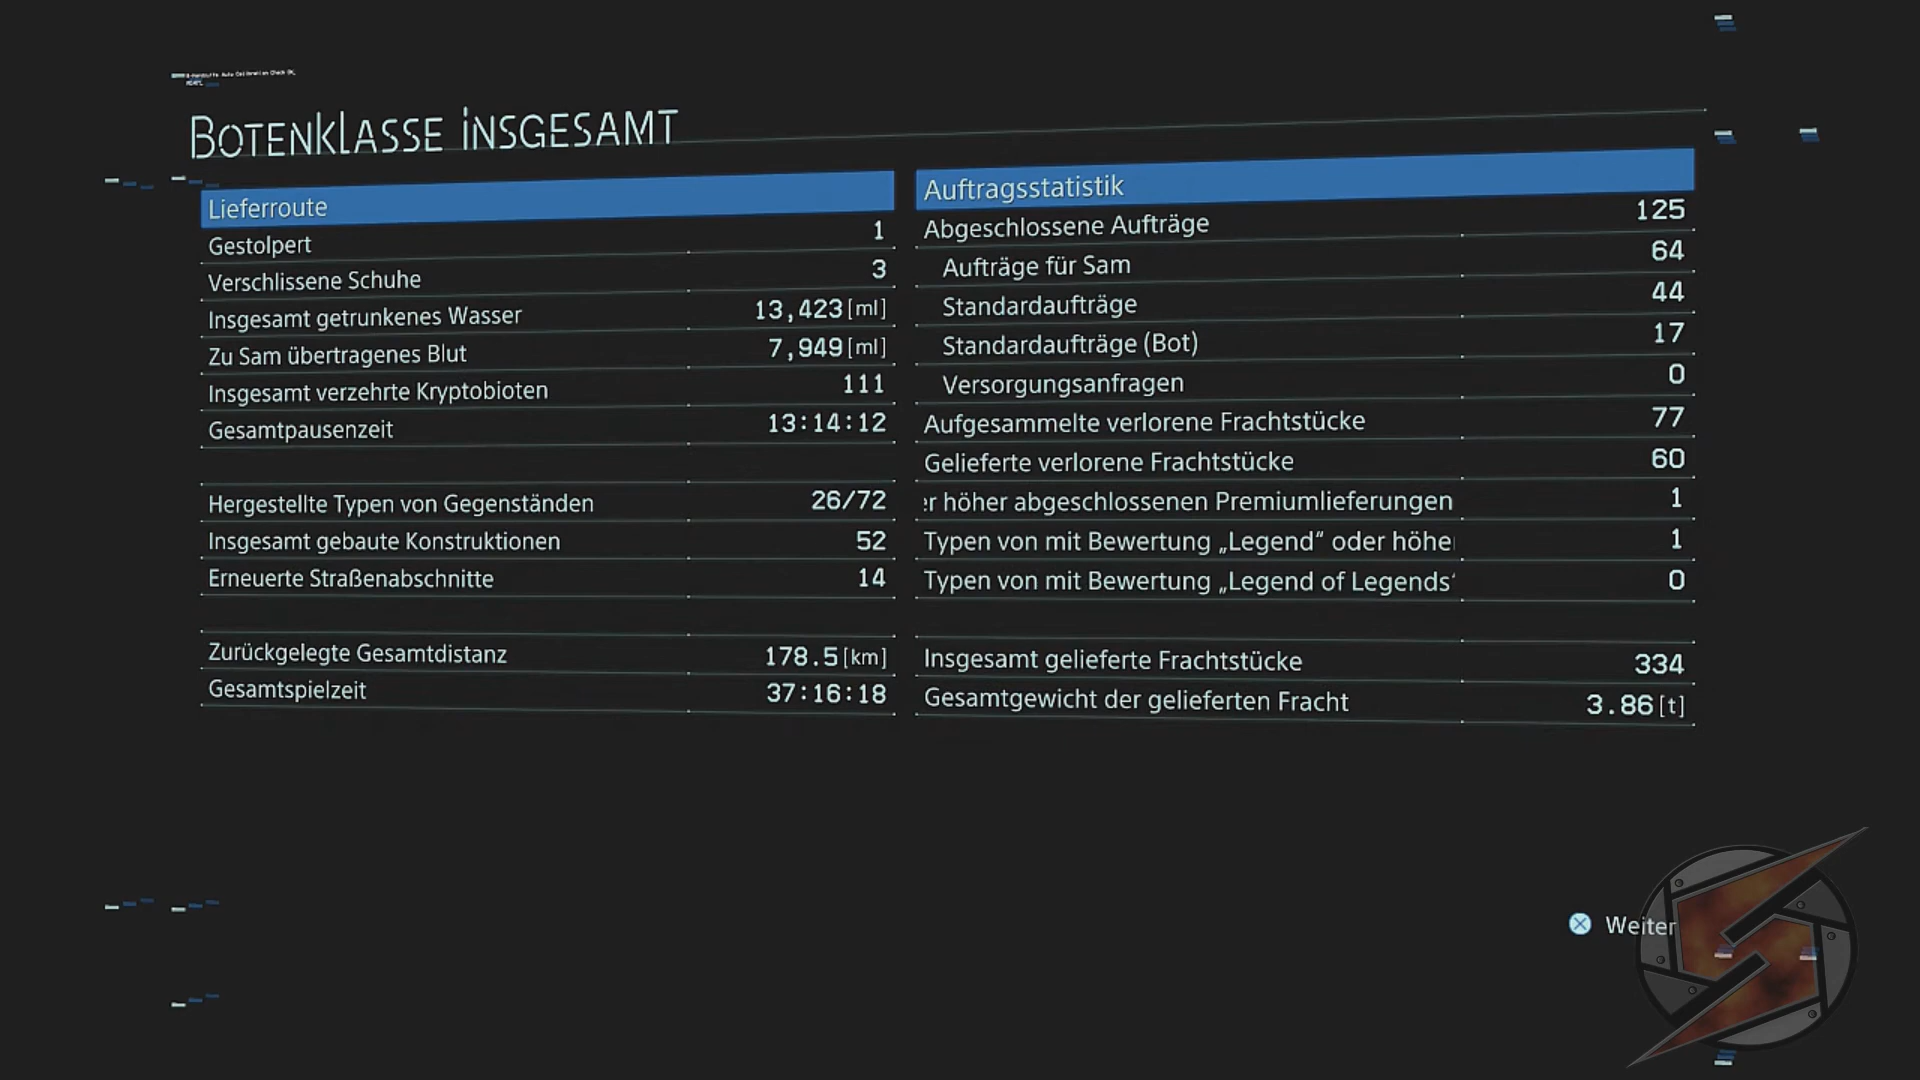 BOTENKLASSE INSGESAMT
Lieferroute
Gestolpert 1
Verschlissene Schuhe 3
Insgesamt getrunkenes Wasser 13,423[ml]
Zu Sam übertragenes Blut 7,949[ml]
Insgesamt verzehrte Kryptobioten 111
Gesamtpausenzeit 13:14:12
Hergestellte Typen von Gegenständen 26/72
Insgesamt gebaute Konstruktionen 52
Erneuerte Straßenabschnitte 14
Zurückgelegte Gesamtdistanz 178.5[km]
Gesamtspielzeit 37:16:18
Auftragsstatistik
Abgeschlossene Aufträge 125
Aufträge für Sam 64
Standardaufträge 44
Standardaufträge (Bot) 17
Versorgungsanfragen 0
Aufgesammelte verlorene Frachtstücke 77
Gelieferte verlorene Frachtstücke 60
er höher abgeschlossenen Premiumlieferungen 1
Typen von mit Bewertung „Legend“ oder höher 1
Typen von mit Bewertung „Legend of Legends“ 0
Insgesamt gelieferte Frachtstücke 334
Gesamtgewicht der gelieferten Fracht 3.86[t]
Weiter